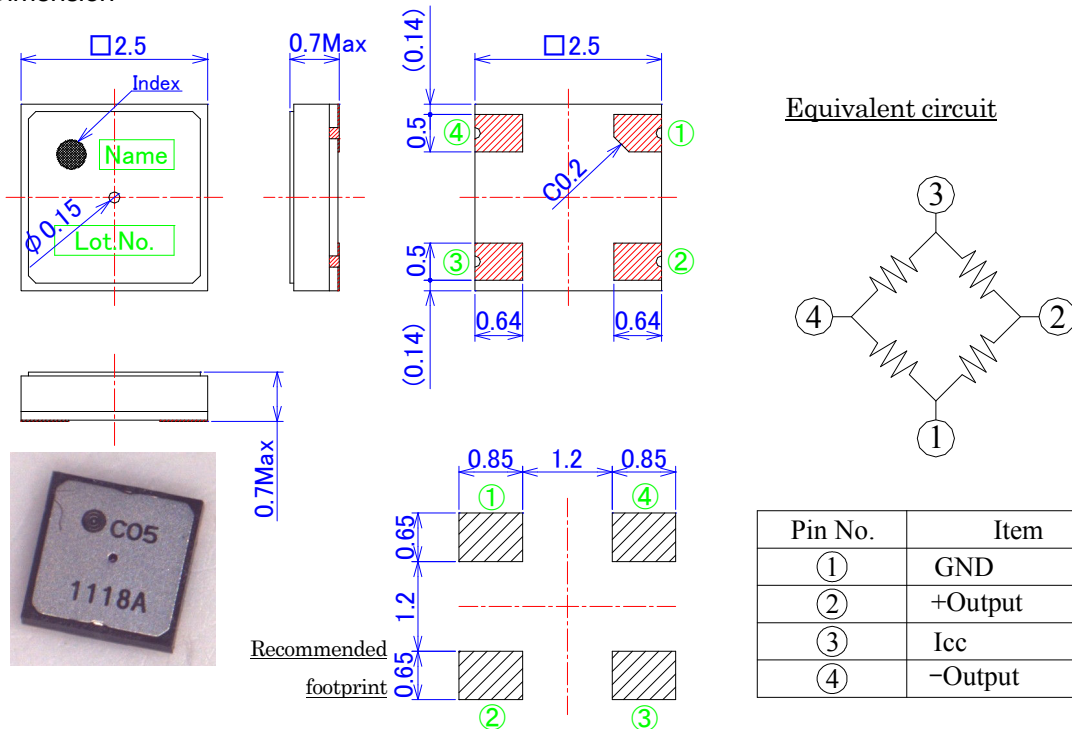 □2.5
0.7Max
(0.14)
□2.5
Index
Name
φ0.15
Lot.No.
④
0.5
①
C0.2
③
0.5
②
0.64
0.64
(0.14)
Equivalent circuit
③
④
②
①
0.7Max
C05
1118A
0.85
1.2
0.85
①
④
0.65
1.2
0.65
②
③
Recommended
footprint
Pin No. Item
① GND
② +Output
③ Icc
④ −Output